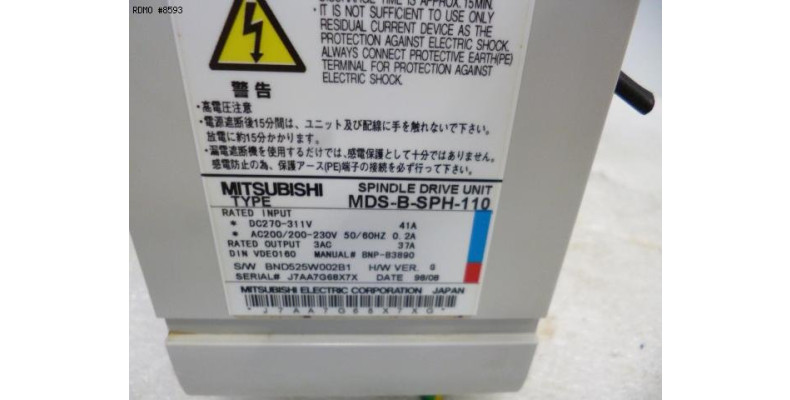 RDMO #8593
DISCHARGE TIME IS APPROX. 15MIN.
・IT IS NOT SUFFICIENT TO USE ONLY
RESIDUAL CURRENT DEVICE AS THE
PROTECTION AGAINST ELECTRIC SHOCK.
ALWAYS CONNECT PROTECTIVE EARTH(PE)
TERMINAL FOR PROTECTION AGAINST
ELECTRIC SHOCK.
警告
・高電圧注意
・電源遮断後15分間は、ユニット及び配線に手を触れないで下さい。
放電に約15分かかります。
・漏電遮断機を使用するだけでは、感電保護として十分ではありません。
感電防止の為、保護アース(PE)端子の接続を必ず行って下さい。
MITSUBISHI SPINDLE DRIVE UNIT
TYPE MDS-B-SPH-110
RATED INPUT
* DC270-311V 41A
* AC200/200-230V 50/60HZ 0.2A
RATED OUTPUT 3AC 37A
DIN VDE0160 MANUAL# BNP-B3890
S/W BND525W002B1 H/W VER. G
SERIAL# J7AA7G68X7X DATE 98/08
MITSUBISHI ELECTRIC CORPORATION JAPAN
*J7AA7G68X7XG*